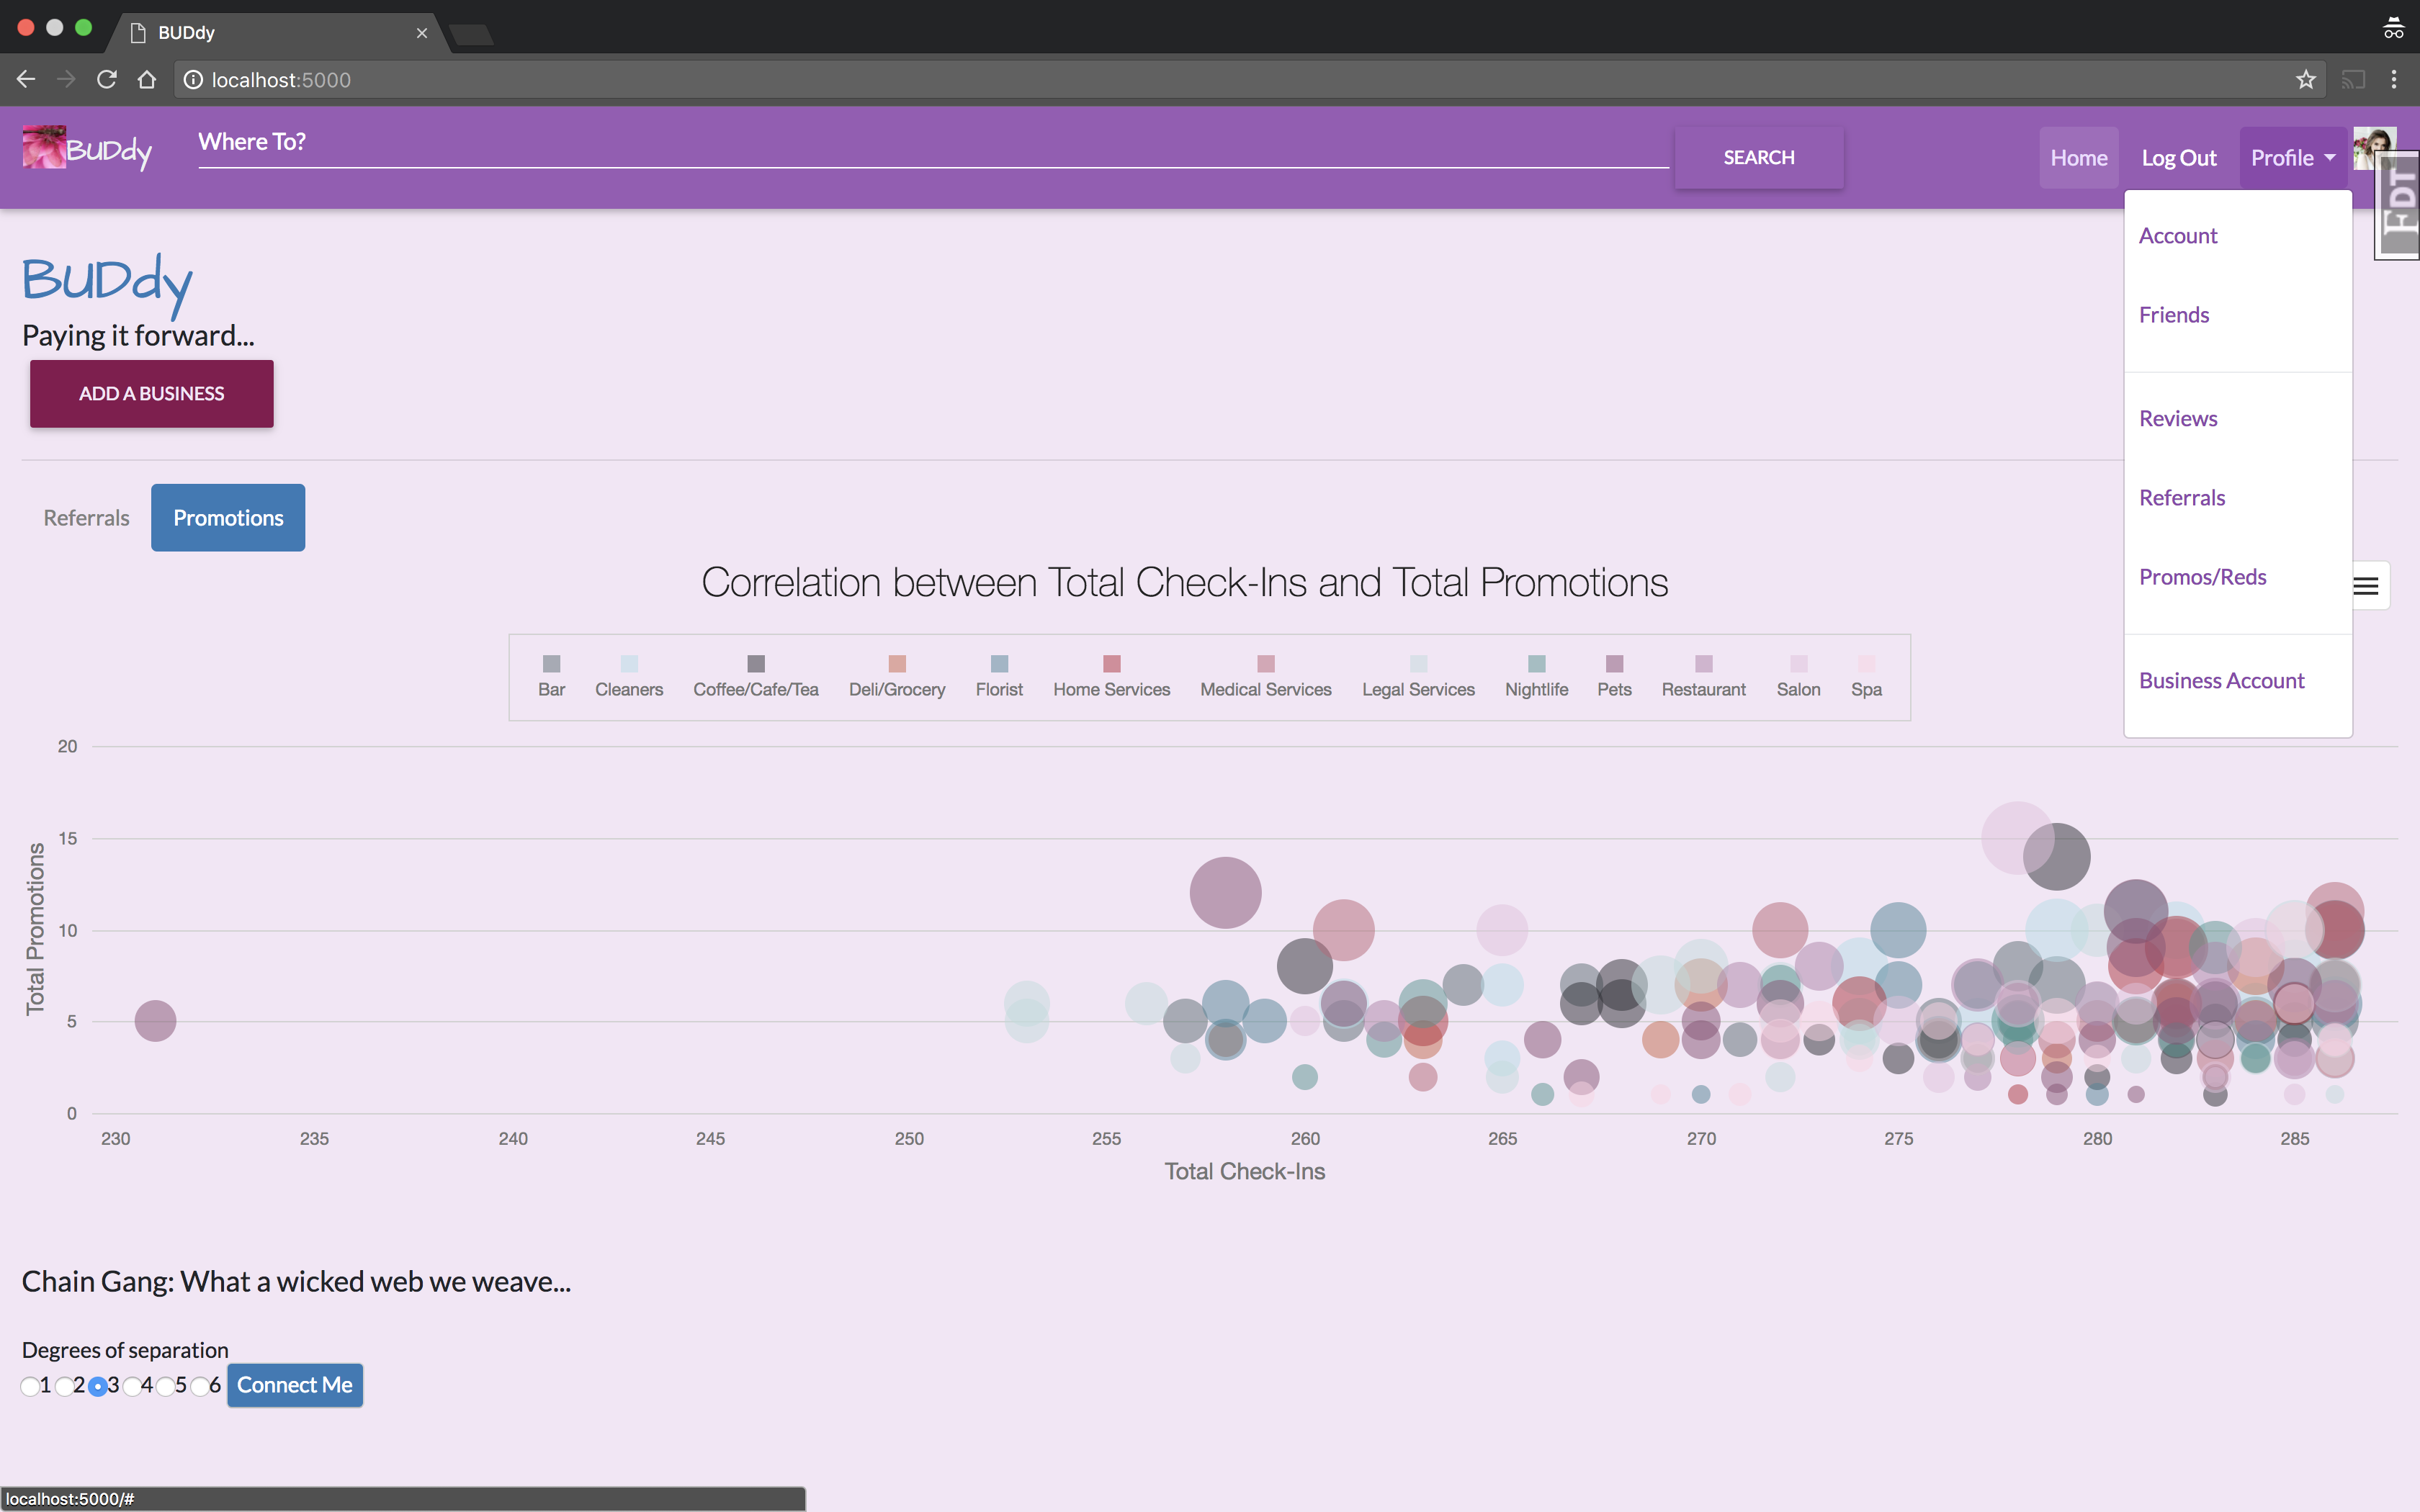 BUDdy
localhost:5000
BUDdy
Where To?
SEARCH
Home
Log Out
Profile
FDT
Account
Friends
Reviews
Referrals
Promos/Reds
Business Account
BUDdy
Paying it forward...
ADD A BUSINESS
Referrals
Promotions
Correlation between Total Check-Ins and Total Promotions
Bar
Cleaners
Coffee/Cafe/Tea
Deli/Grocery
Florist
Home Services
Medical Services
Legal Services
Nightlife
Pets
Restaurant
Salon
Spa
20
15
10
5
0
Total Promotions
230 235 240 245 250 255 260 265 270 275 280 285
Total Check-Ins
Chain Gang: What a wicked web we weave...
Degrees of separation
1 2 3 4 5 6 Connect Me
localhost:5000/#